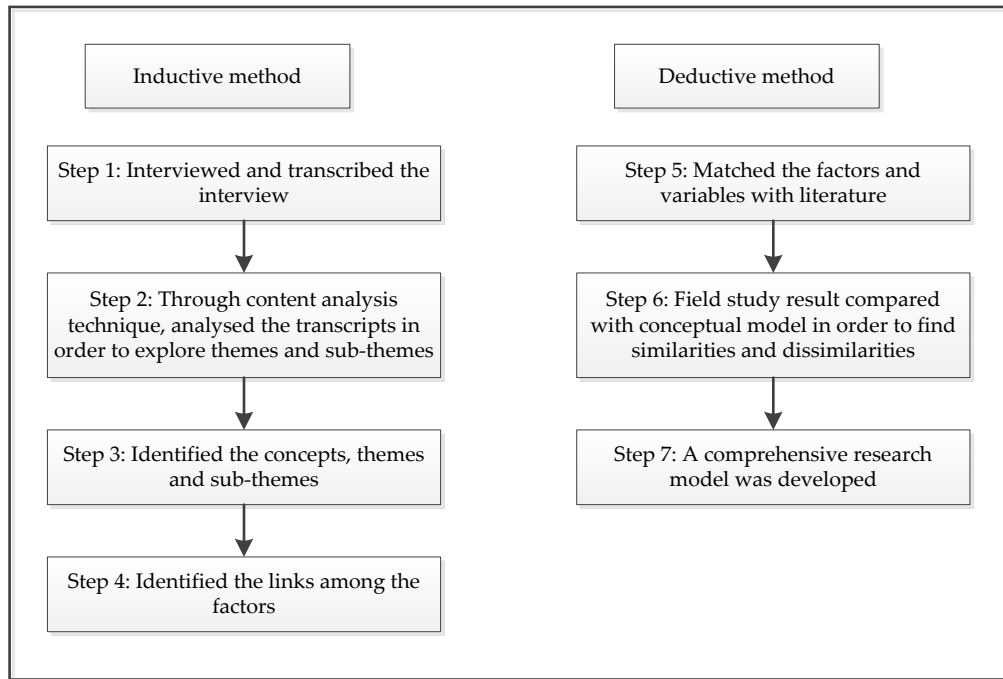 Inductive method
Step 1: Interviewed and transcribed the
interview
Step 2: Through content analysis
technique, analysed the transcripts in
order to explore themes and sub-themes
Step 3: Identified the concepts, themes
and sub-themes
Step 4: Identified the links among the
factors
Deductive method
Step 5: Matched the factors and
variables with literature
Step 6: Field study result compared
with conceptual model in order to find
similarities and dissimilarities
Step 7: A comprehensive research
model was developed